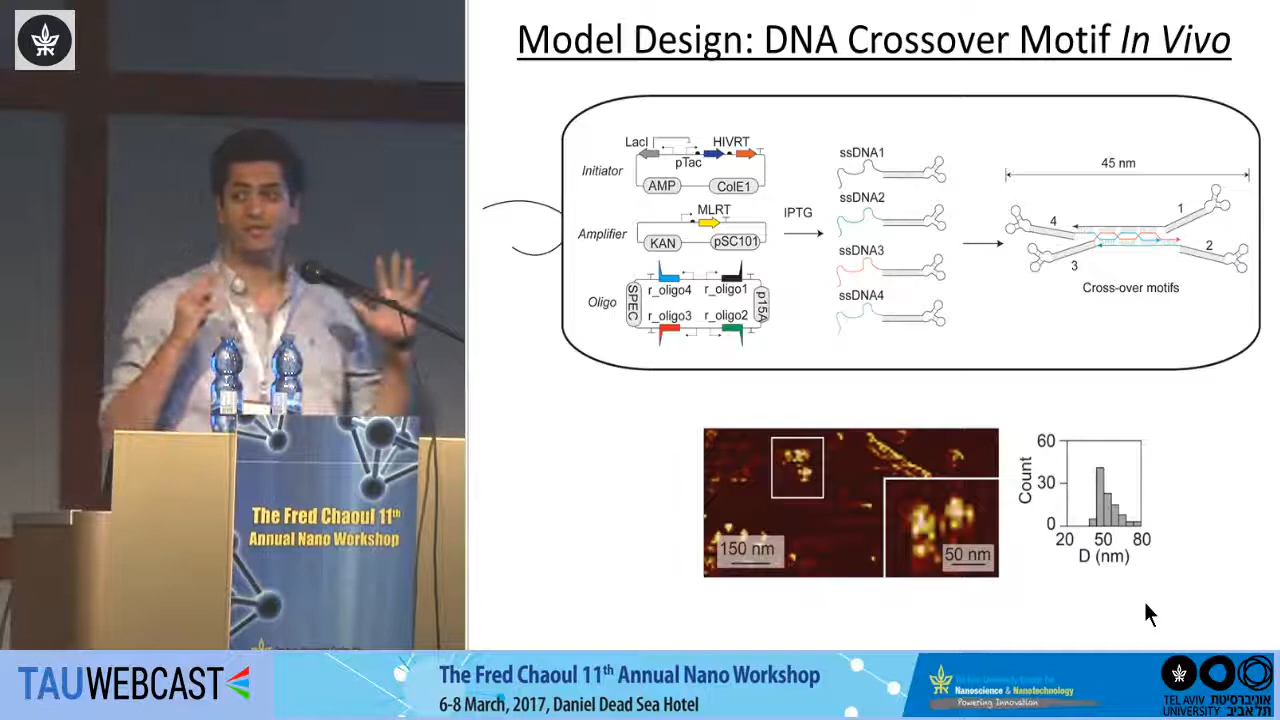 Model Design: DNA Crossover Motif In Vivo
LacI
HIVRT
pTac
Initiator
AMP
ColE1
MLRT
Amplifier
KAN
pSC101
IPTG
Oligo
SPEC
r_oligo4
r_oligo1
p15A
r_oligo3
r_oligo2
ssDNA1
ssDNA2
ssDNA3
ssDNA4
45 nm
1
4
2
3
Cross-over motifs
150 nm
50 nm
60
30
0
Count
20
50
80
D (nm)
The Fred Chaoul 11th
Annual Nano Workshop
TAUWEBCAST
The Fred Chaoul 11th Annual Nano Workshop
6-8 March, 2017, Daniel Dead Sea Hotel
Nanoscience & Nanotechnology
Powering Innovation
TEL AVIV
UNIVERSITY
אוניברסיטת
תל אביב